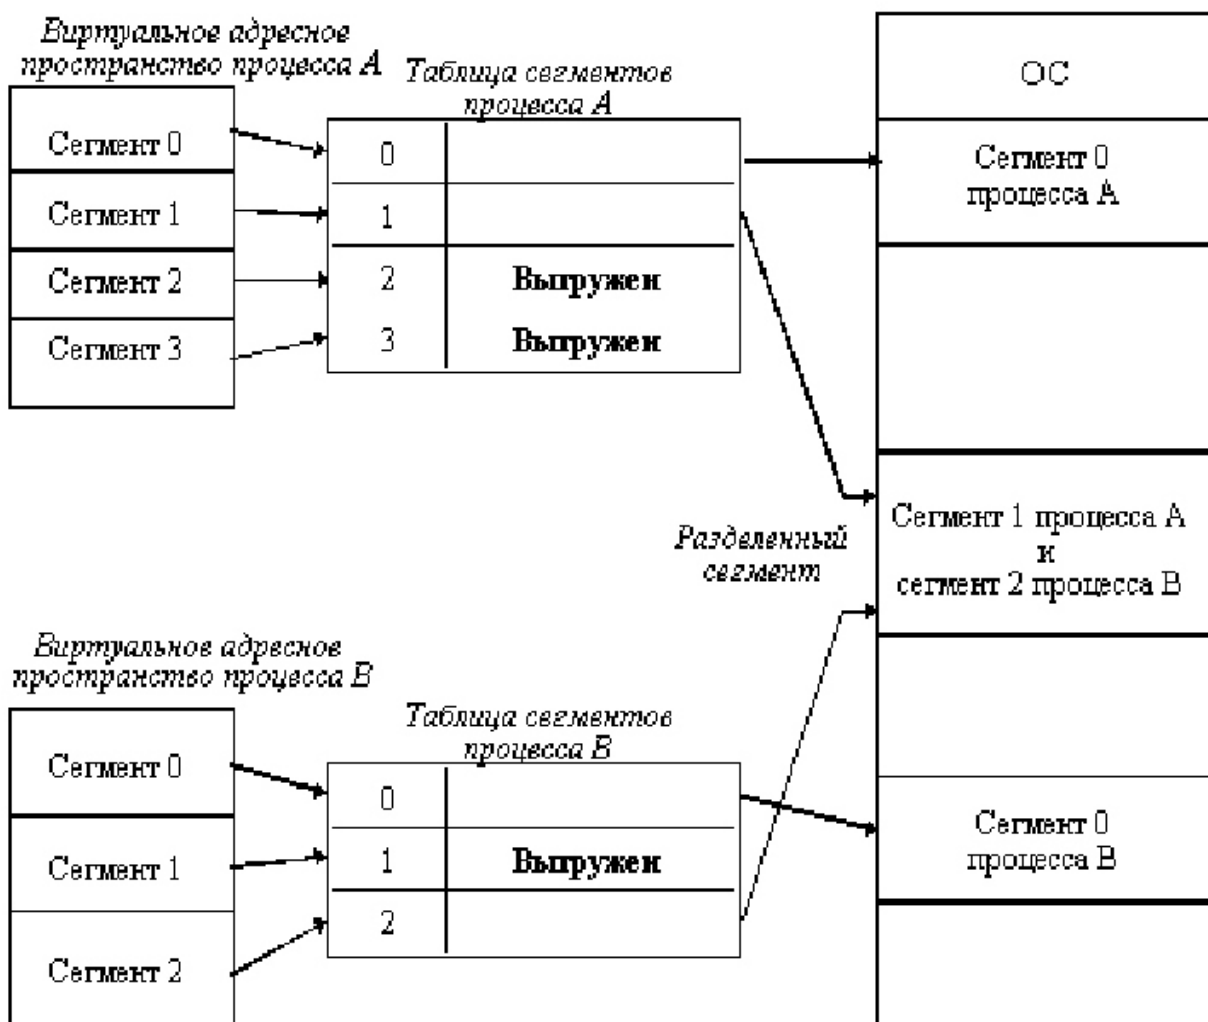 Виртуальное адресное
пространство процесса A
Сегмент 0
Сегмент 1
Сегмент 2
Сегмент 3
Таблица сегментов
процесса A
0
1
2 Выгружен
3 Выгружен
ОС
Сегмент 0
процесса A
Сегмент 1 процесса A
и
сегмент 2 процесса B
Сегмент 0
процесса B
Разделенный
сегмент
Виртуальное адресное
пространство процесса B
Сегмент 0
Сегмент 1
Сегмент 2
Таблица сегментов
процесса B
0
1 Выгружен
2